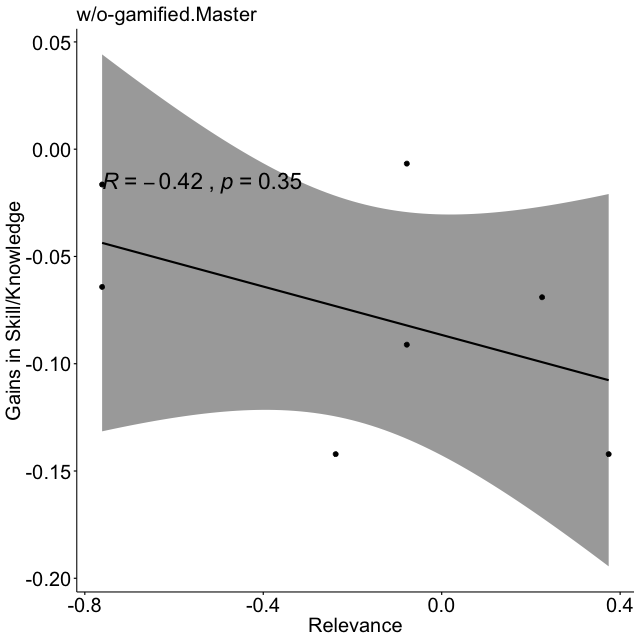 w/o-gamified.Master
0.05
0.00
R = −0.42 , p = 0.35
-0.05
-0.10
-0.15
-0.20
Gains in Skill/Knowledge
-0.8 -0.4 0.0 0.4
Relevance